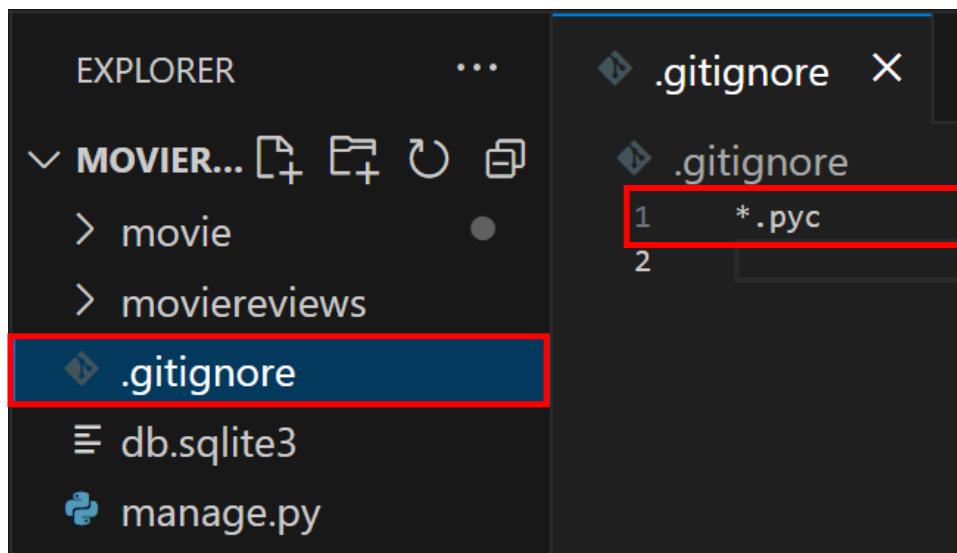 EXPLORER ...
MOVIER...
movie
moviereviews
.gitignore
db.sqlite3
manage.py
.gitignore
.gitignore
1 *.pyc
2